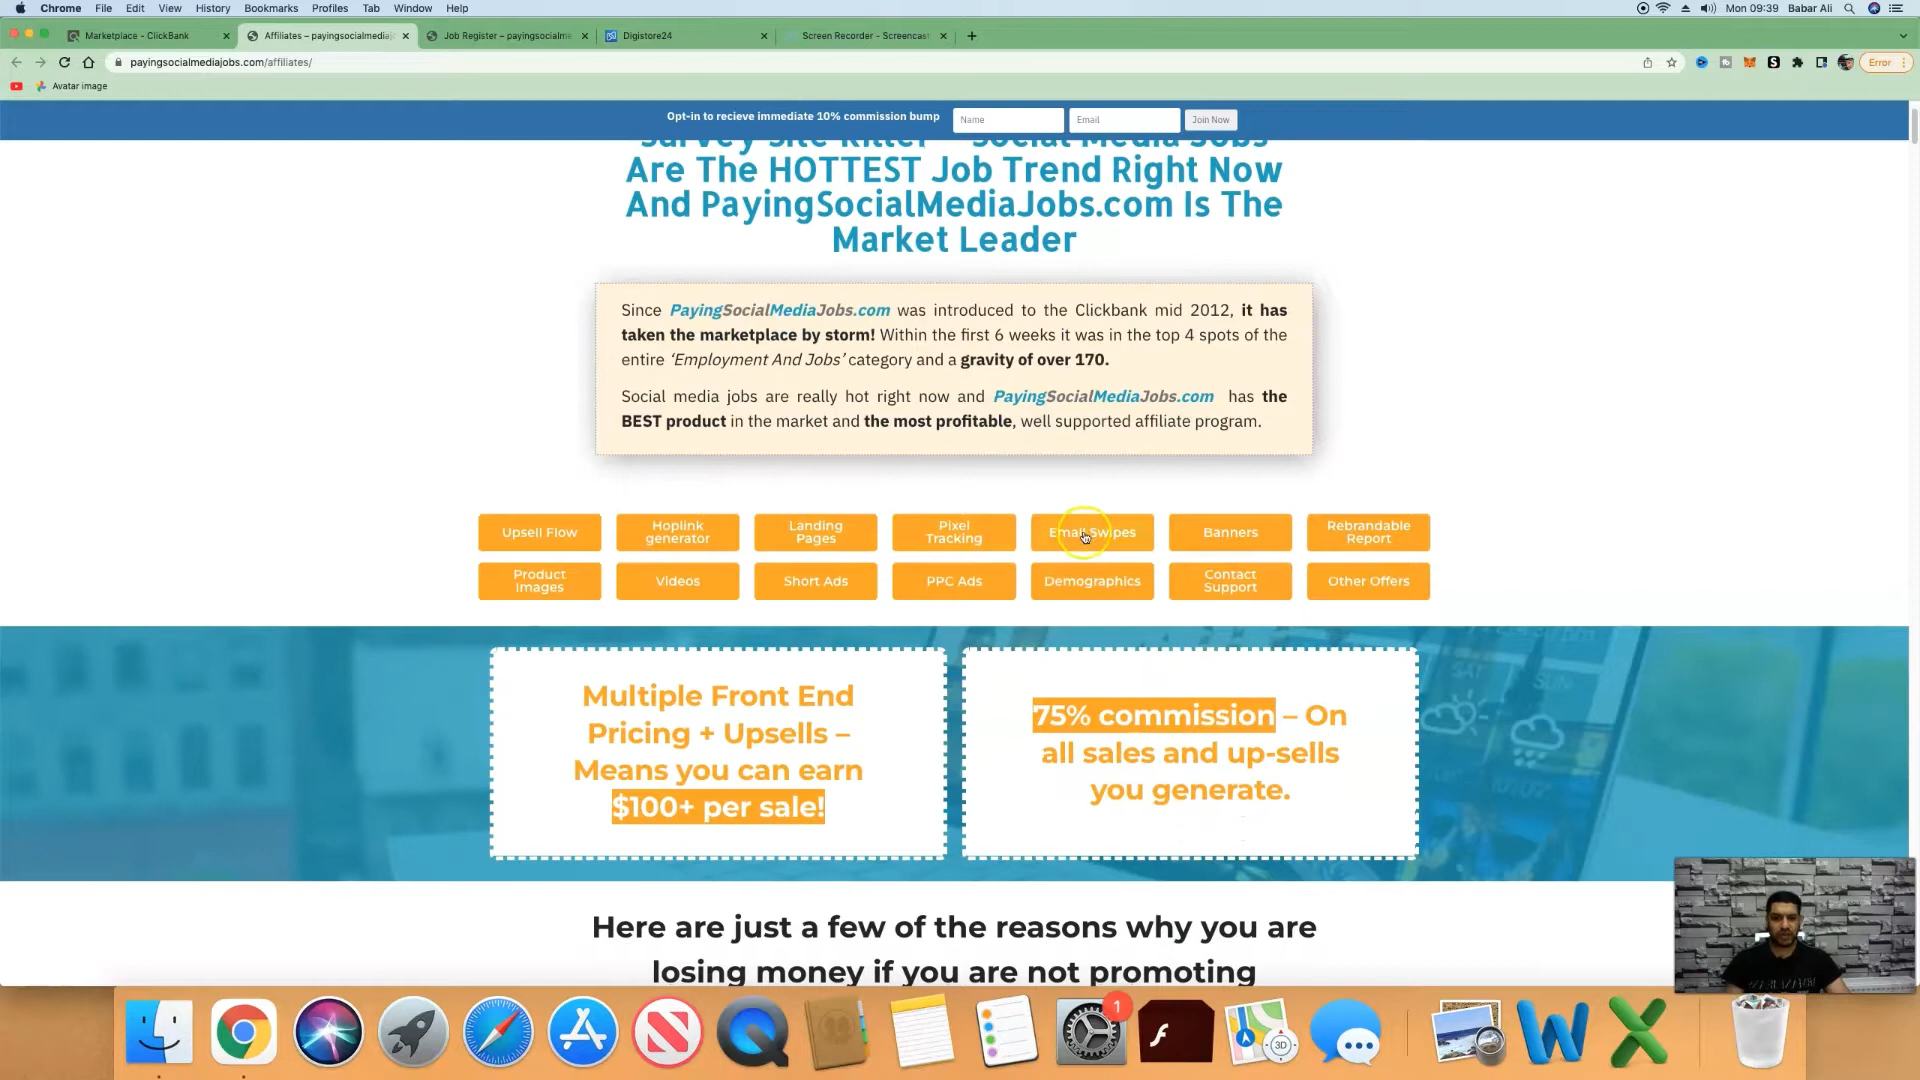 Chrome File Edit View History Bookmarks Profiles Tab Window Help
Mon 09:39 Babar Ali
Marketplace - ClickBank
Affiliates – payingsocialmediajo
Job Register – payingsocialme
Digistore24
Screen Recorder - Screencast
payingsocialmediajobs.com/affiliates/
Error
Avatar image
Opt-in to recieve immediate 10% commission bump
Name
Email
Join Now
Survey Site Killer – Social Media Jobs
Are The HOTTEST Job Trend Right Now
And PayingSocialMediaJobs.com Is The
Market Leader
Since PayingSocialMediaJobs.com was introduced to the Clickbank mid 2012, it has
taken the marketplace by storm! Within the first 6 weeks it was in the top 4 spots of the
entire ‘Employment And Jobs’ category and a gravity of over 170.
Social media jobs are really hot right now and PayingSocialMediaJobs.com has the
BEST product in the market and the most profitable, well supported affiliate program.
Upsell Flow
Hoplink
generator
Landing
Pages
Pixel
Tracking
Email Swipes
Banners
Rebrandable
Report
Product
Images
Videos
Short Ads
PPC Ads
Demographics
Contact
Support
Other Offers
Multiple Front End
Pricing + Upsells –
Means you can earn
$100+ per sale!
75% commission – On
all sales and up-sells
you generate.
SAT
SUN
Here are just a few of the reasons why you are
losing money if you are not promoting
1
3D